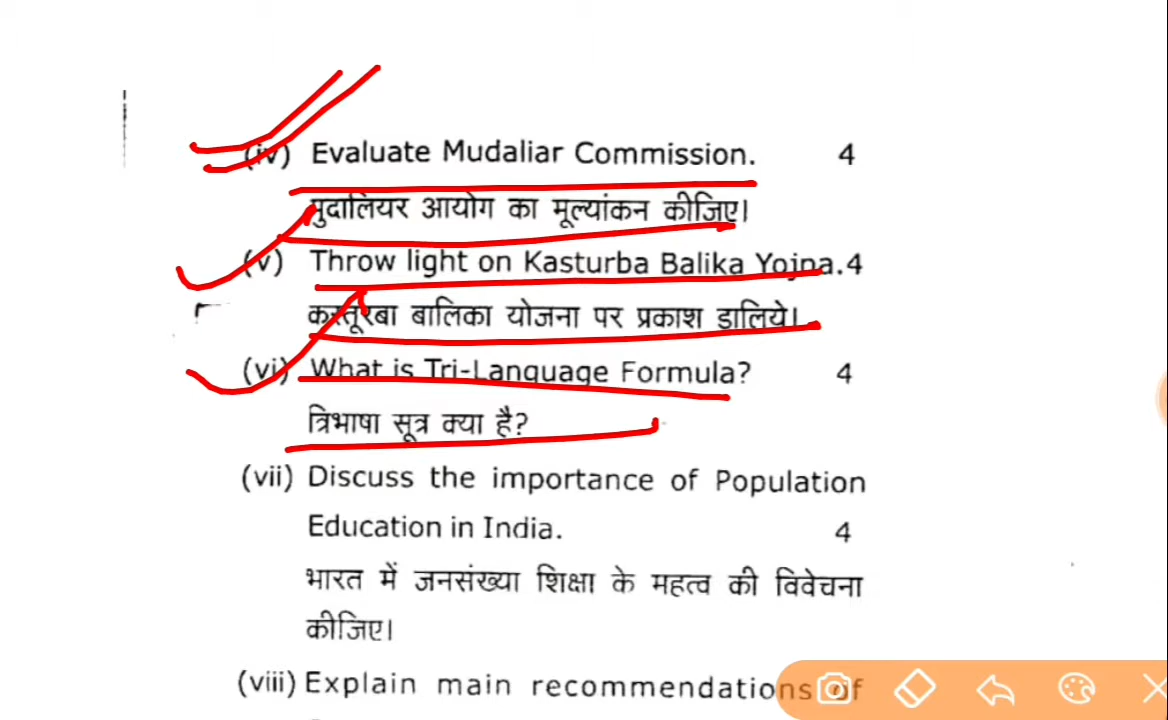 (iv) Evaluate Mudaliar Commission. 4
मुदालियर आयोग का मूल्यांकन कीजिए।
(v) Throw light on Kasturba Balika Yojna. 4
कस्तूरबा बालिका योजना पर प्रकाश डालिये।
(vi) What is Tri-Language Formula? 4
त्रिभाषा सूत्र क्या है?
(vii) Discuss the importance of Population
Education in India. 4
भारत में जनसंख्या शिक्षा के महत्व की विवेचना
कीजिए।
(viii) Explain main recommendations of